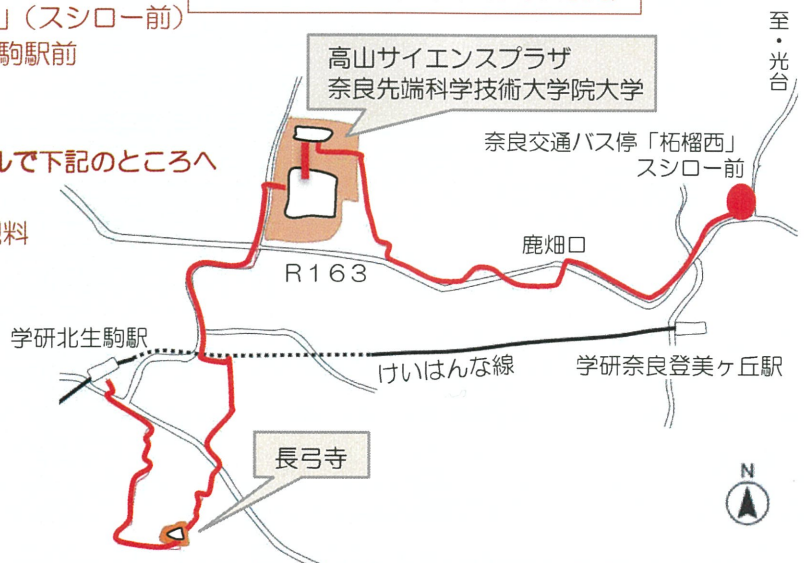 」（スシロー前）
駒駅前
ルで下記のところへ
料
高山サイエンスプラザ
奈良先端科学技術大学院大学
至・光台
奈良交通バス停「柘榴西」
スシロー前
鹿畑口
R163
学研北生駒駅
けいはんな線
学研奈良登美ヶ丘駅
長弓寺
N